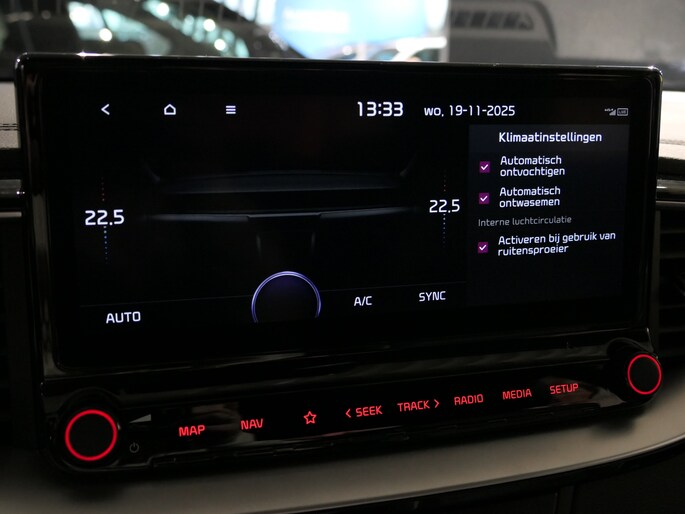 13:33
wo, 19-11-2025
Klimaatinstellingen
Automatisch
ontvochtigen
Automatisch
ontwasemen
Interne luchtcirculatie
Activeren bij gebruik van
ruitensproeier
22.5
22.5
AUTO
A/C
SYNC
MAP
NAV
< SEEK
TRACK >
RADIO
MEDIA
SETUP